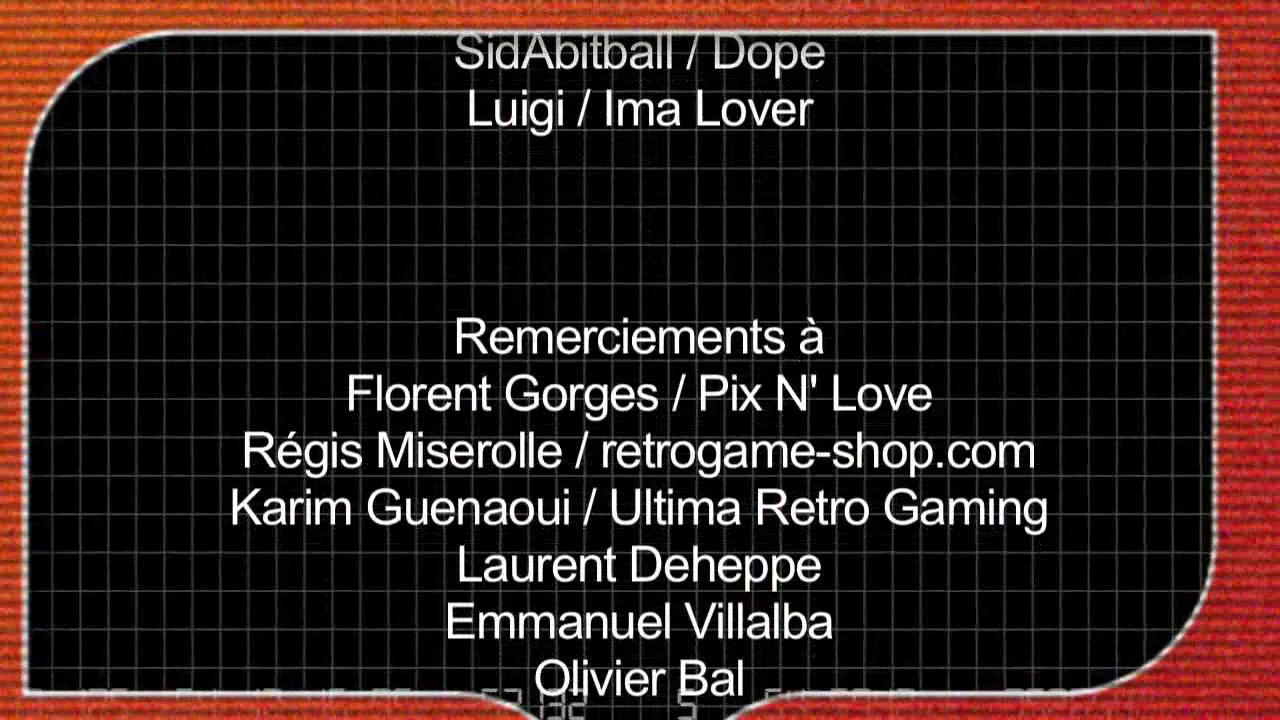 SidAbitball / Dope
Luigi / Ima Lover
Remerciements à
Florent Gorges / Pix N' Love
Régis Miserolle / retrogame-shop.com
Karim Guenaoui / Ultima Retro Gaming
Laurent Deheppe
Emmanuel Villalba
Olivier Bal